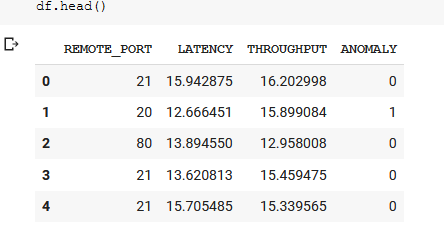 df.head()
REMOTE_PORT LATENCY THROUGHPUT ANOMALY
0 21 15.942875 16.202998 0
1 20 12.666451 15.899084 1
2 80 13.894550 12.958008 0
3 21 13.620813 15.459475 0
4 21 15.705485 15.339565 0